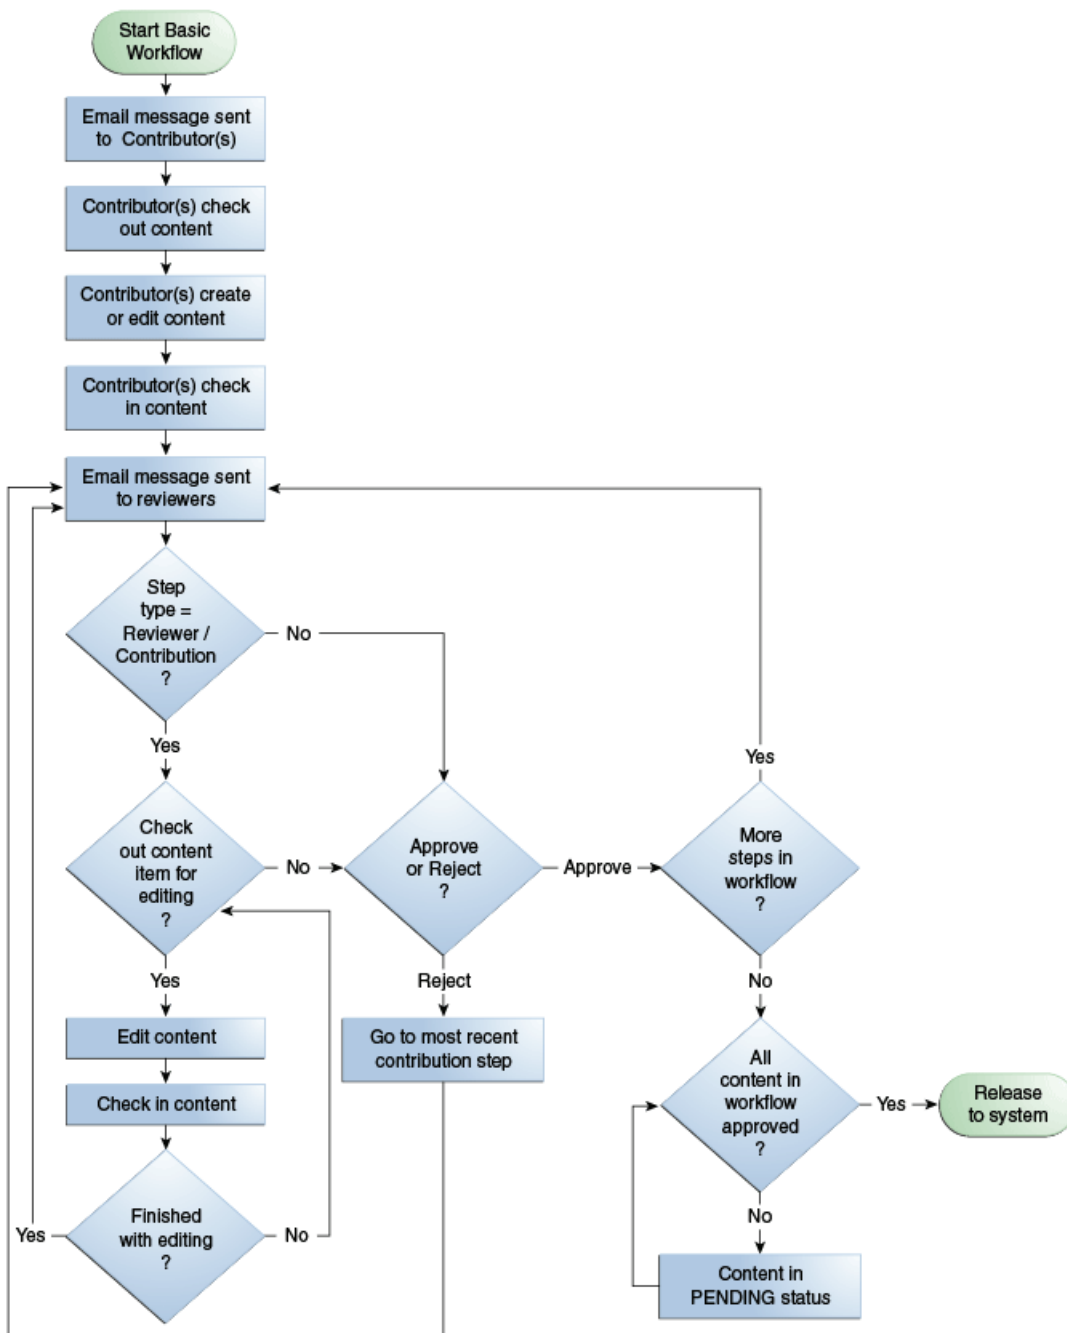 Start Basic
Workflow
Email message sent
to Contributor(s)
Contributor(s) check
out content
Contributor(s) create
or edit content
Contributor(s) check
in content
Email message sent
to reviewers
Step
type =
Reviewer /
Contribution
?
No
Yes
Check
out content
item for
editing
?
No
Approve
or Reject
?
Approve
Yes
More
steps in
workflow
?
Yes
Reject
No
Edit content
Go to most recent
contribution step
Check in content
All
content in
workflow
approved
?
Yes
Release
to system
Finished
with editing
?
Yes
No
No
Content in
PENDING status